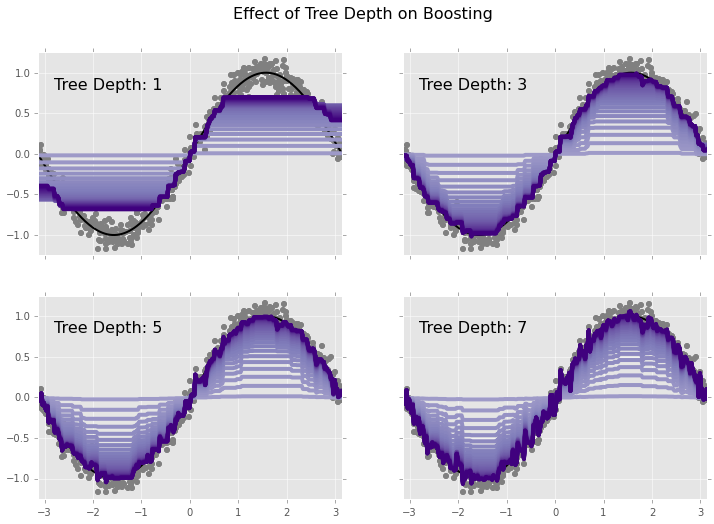 Effect of Tree Depth on Boosting
Tree Depth: 1
Tree Depth: 3
1.0
0.5
0.0
−0.5
−1.0
Tree Depth: 5
Tree Depth: 7
1.0
0.5
0.0
−0.5
−1.0
−3 −2 −1 0 1 2 3
−3 −2 −1 0 1 2 3